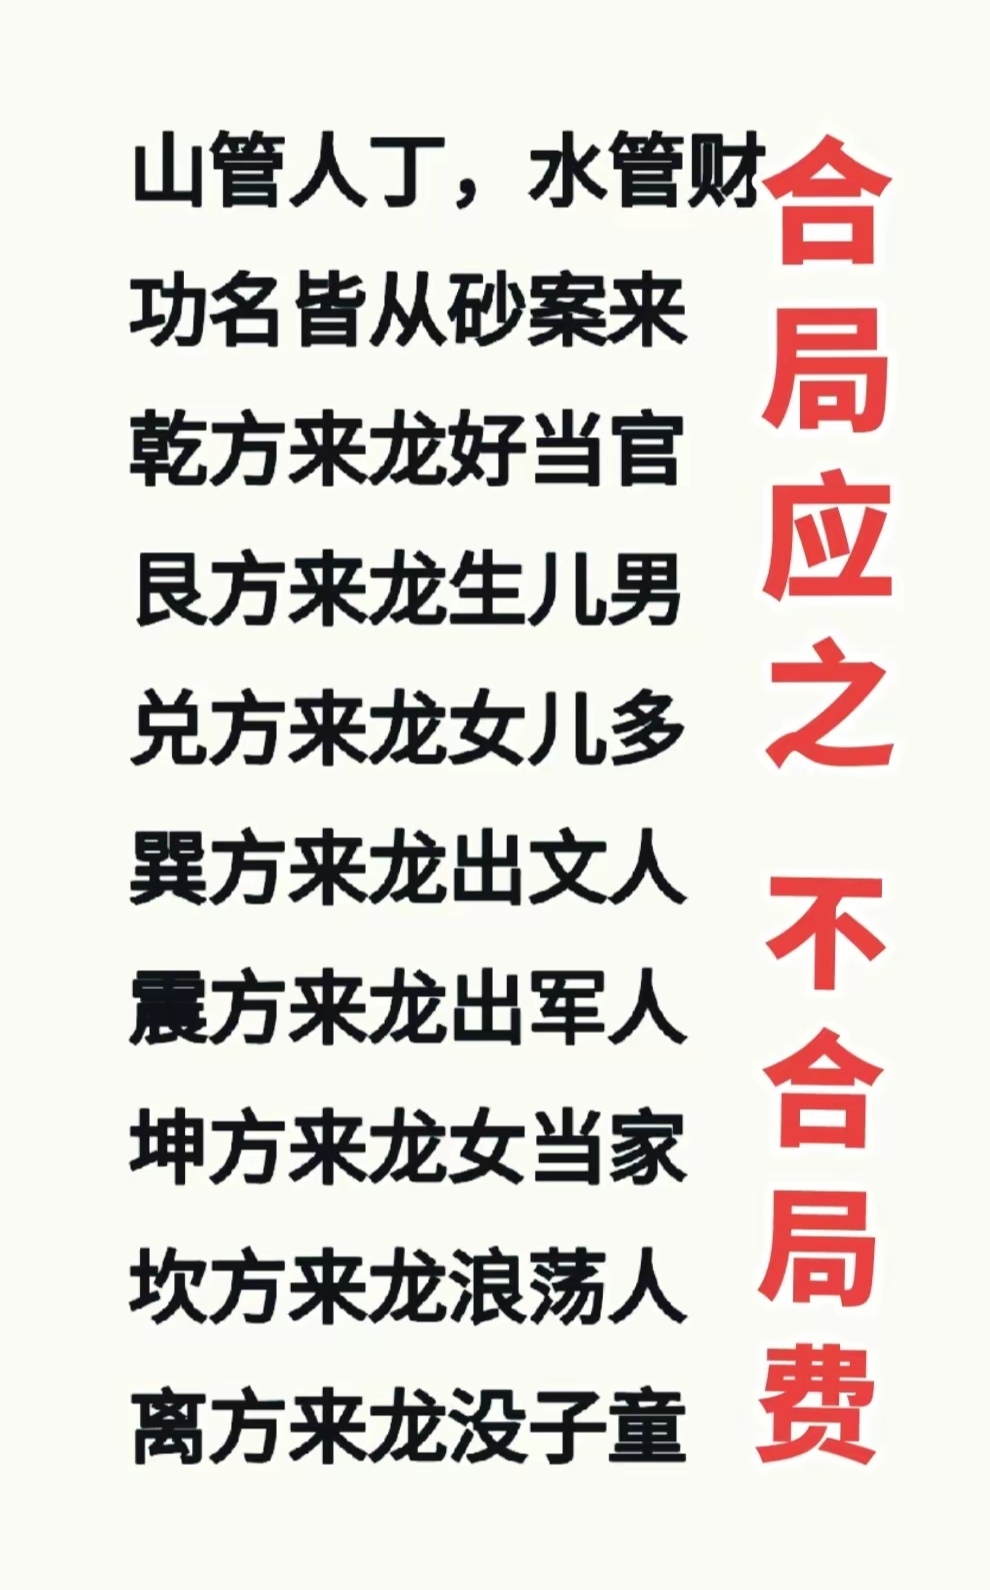 山管人丁，水管财
功名皆从砂案来
乾方来龙好当官
艮方来龙生儿男
兑方来龙女儿多
巽方来龙出文人
震方来龙出军人
坤方来龙女当家
坎方来龙浪荡人
离方来龙没子童
合局应之 不合局费